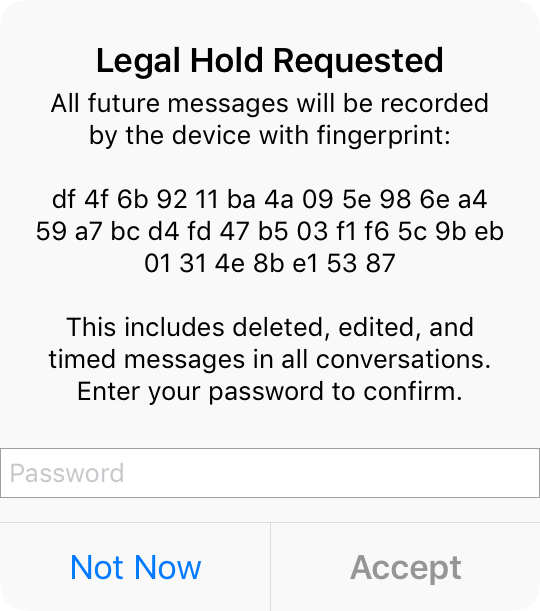 Legal Hold Requested
All future messages will be recorded
by the device with fingerprint:
df 4f 6b 92 11 ba 4a 09 5e 98 6e a4
59 a7 bc d4 fd 47 b5 03 f1 f6 5c 9b eb
01 31 4e 8b e1 53 87
This includes deleted, edited, and
timed messages in all conversations.
Enter your password to confirm.
Password
Not Now
Accept